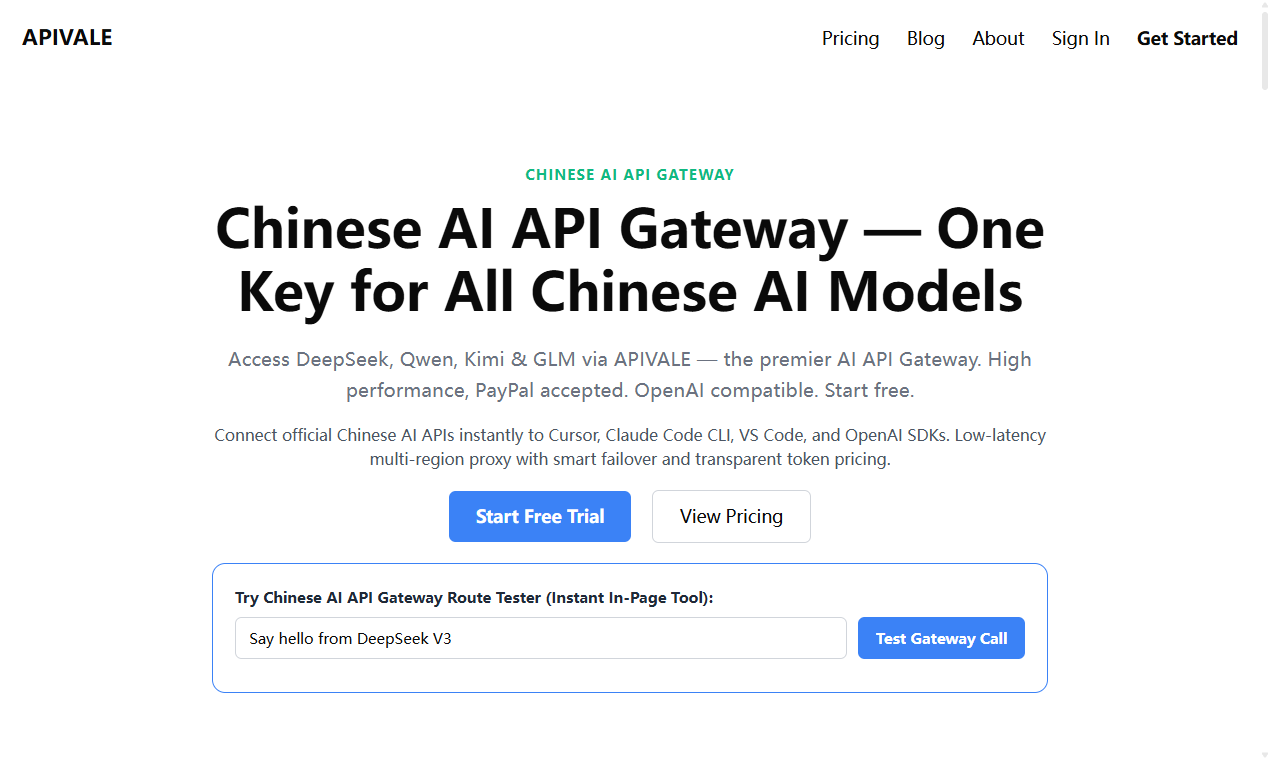 APIVALE
Pricing Blog About Sign In Get Started
CHINESE AI API GATEWAY
Chinese AI API Gateway — One
Key for All Chinese AI Models
Access DeepSeek, Qwen, Kimi & GLM via APIVALE — the premier AI API Gateway. High
performance, PayPal accepted. OpenAI compatible. Start free.
Connect official Chinese AI APIs instantly to Cursor, Claude Code CLI, VS Code, and OpenAI SDKs. Low-latency
multi-region proxy with smart failover and transparent token pricing.
Start Free Trial
View Pricing
Try Chinese AI API Gateway Route Tester (Instant In-Page Tool):
Say hello from DeepSeek V3
Test Gateway Call